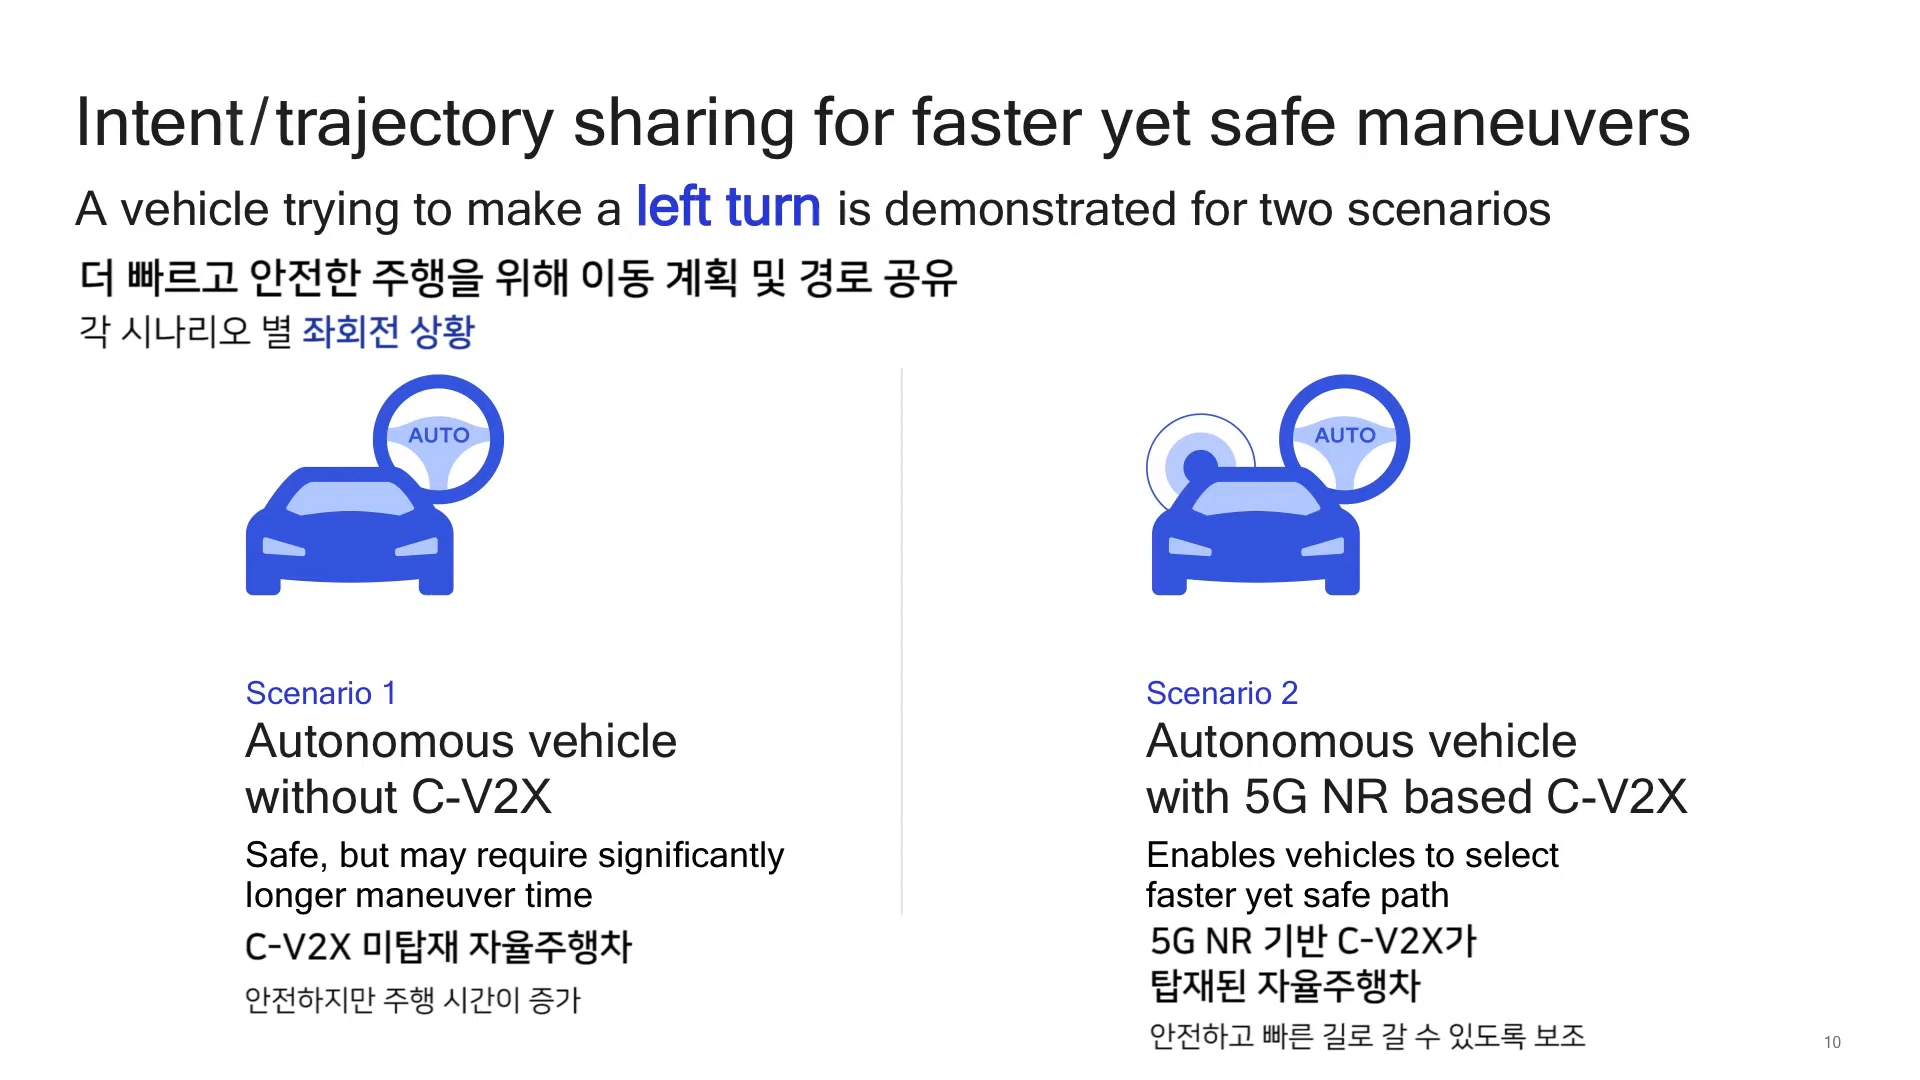 Intent/trajectory sharing for faster yet safe maneuvers
A vehicle trying to make a left turn is demonstrated for two scenarios
더 빠르고 안전한 주행을 위해 이동 계획 및 경로 공유
각 시나리오 별 좌회전 상황
AUTO
Scenario 1
Autonomous vehicle
without C-V2X
Safe, but may require significantly
longer maneuver time
C-V2X 미탑재 자율주행차
안전하지만 주행 시간이 증가
AUTO
Scenario 2
Autonomous vehicle
with 5G NR based C-V2X
Enables vehicles to select
faster yet safe path
5G NR 기반 C-V2X가
탑재된 자율주행차
안전하고 빠른 길로 갈 수 있도록 보조
10